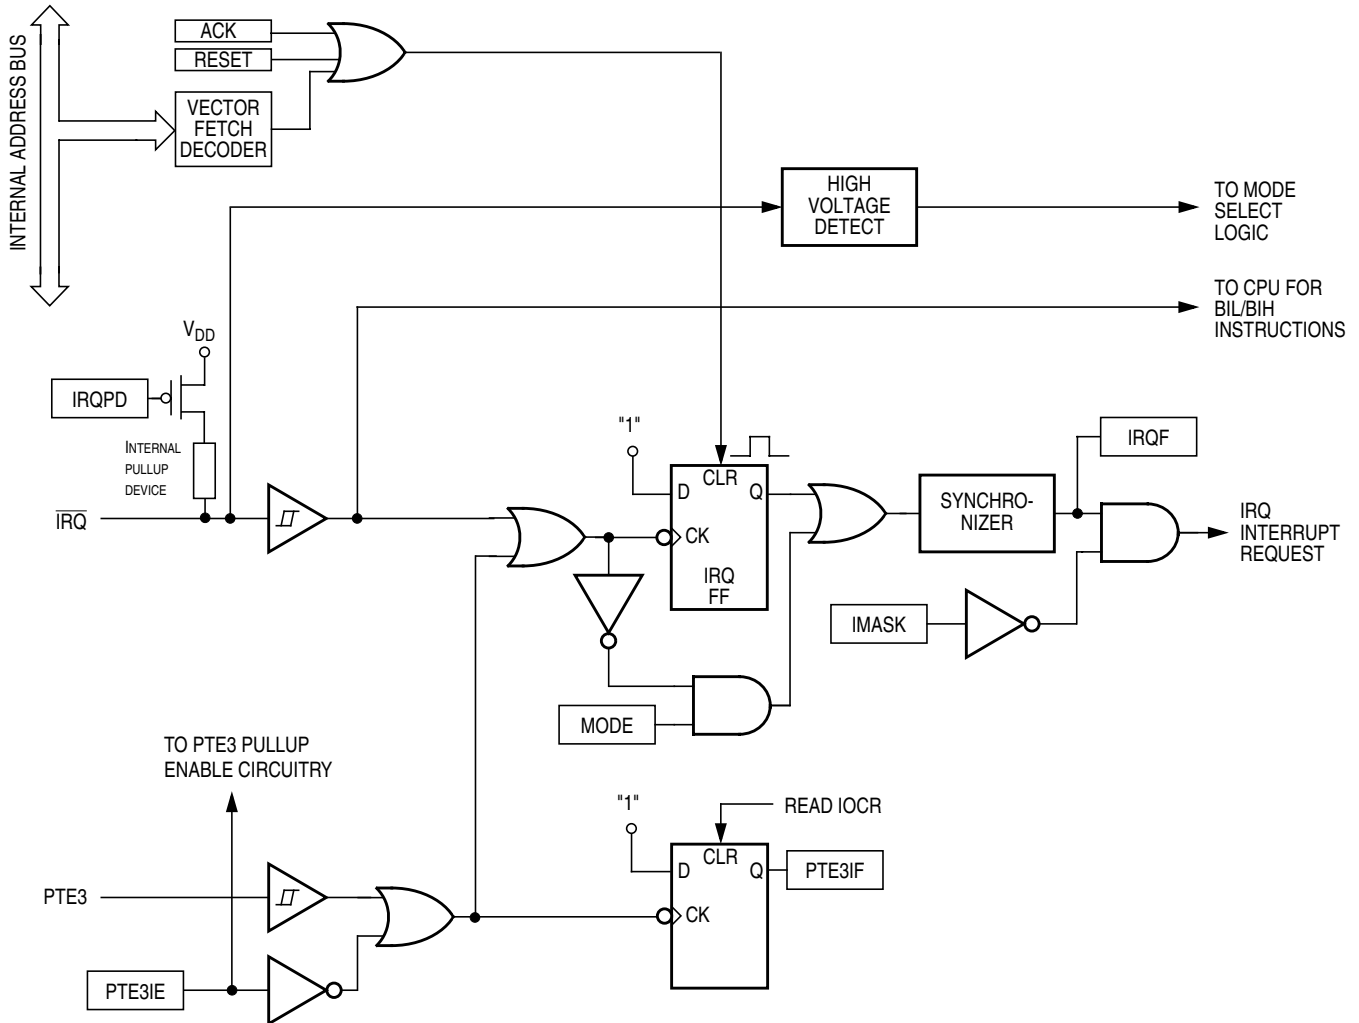 INTERNAL ADDRESS BUS
ACK
RESET
VECTOR
FETCH
DECODER
HIGH
VOLTAGE
DETECT
TO MODE
SELECT
LOGIC
TO CPU FOR
BIL/BIH
INSTRUCTIONS
VDD
IRQPD
INTERNAL
PULLUP
DEVICE
IRQ
"1"
D
CLR
Q
CK
IRQ
FF
SYNCHRO-
NIZER
IRQF
IRQ
INTERRUPT
REQUEST
IMASK
MODE
TO PTE3 PULLUP
ENABLE CIRCUITRY
"1"
READ IOCR
D
CLR
Q
CK
PTE3IF
PTE3
PTE3IE